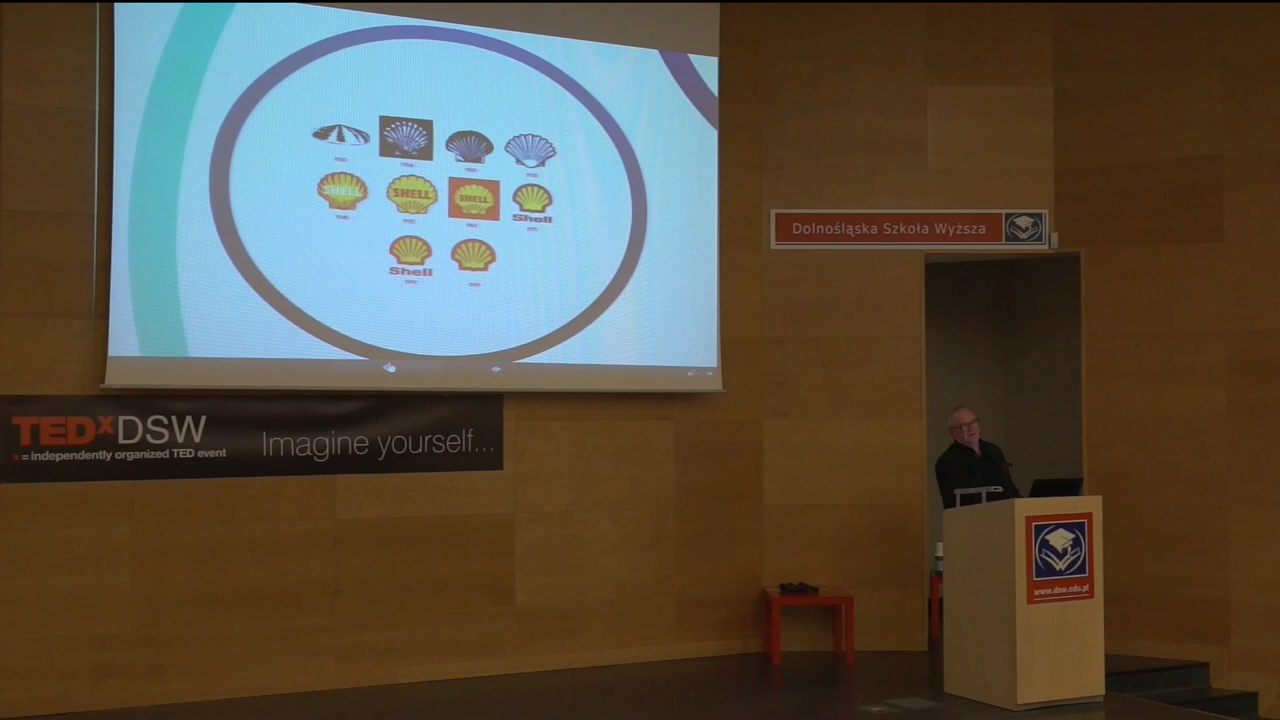 SHELL
SHELL
SHELL
Shell
Shell
Dolnośląska Szkoła Wyższa
TEDxDSW
x = independently organized TED event
Imagine yourself...
www.dsw.edu.pl